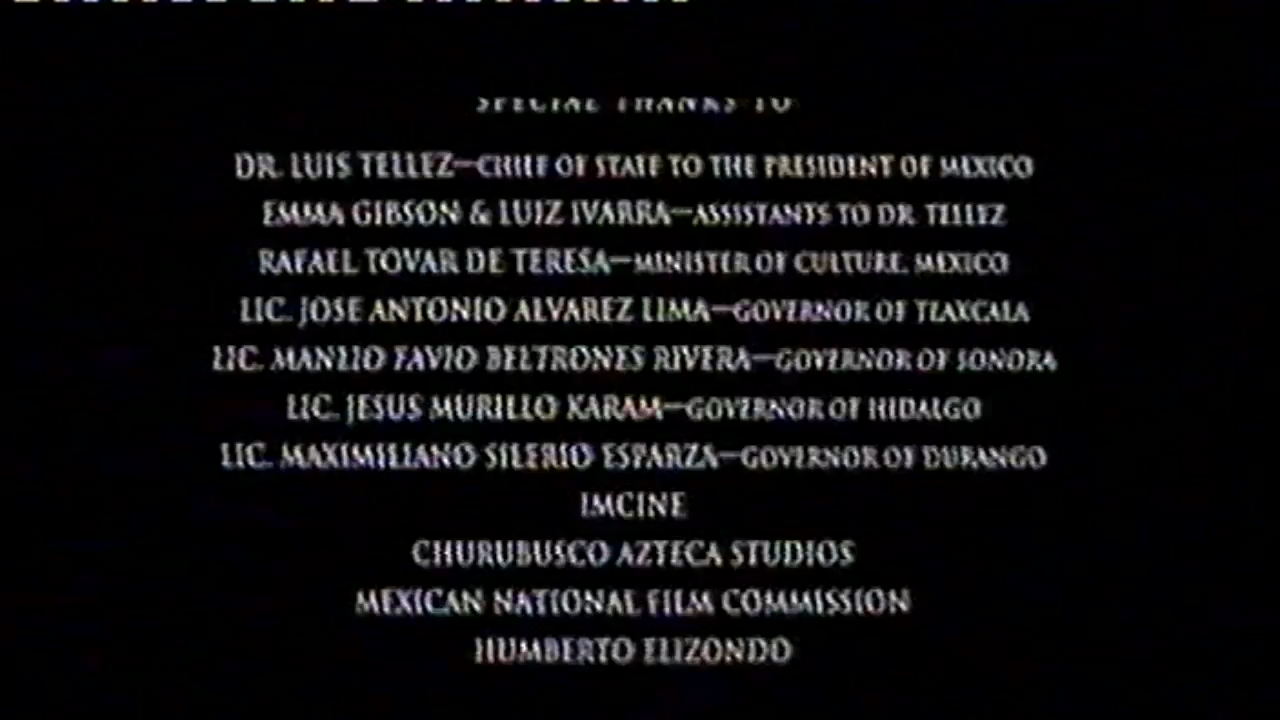 SPECIAL THANKS TO
DR. LUIS TELLEZ—CHIEF OF STATE TO THE PRESIDENT OF MEXICO
EMMA GIBSON & LUIZ IVARRA—ASSISTANTS TO DR. TELLEZ
RAFAEL TOVAR DE TERESA—MINISTER OF CULTURE, MEXICO
LIC. JOSE ANTONIO ALVAREZ LIMA—GOVERNOR OF TLAXCALA
LIC. MANLIO FAVIO BELTRONES RIVERA—GOVERNOR OF SONORA
LIC. JESUS MURILLO KARAM—GOVERNOR OF HIDALGO
LIC. MAXIMILIANO SILERIO ESPARZA—GOVERNOR OF DURANGO
IMCINE
CHURUBUSCO AZTECA STUDIOS
MEXICAN NATIONAL FILM COMMISSION
HUMBERTO ELIZONDO